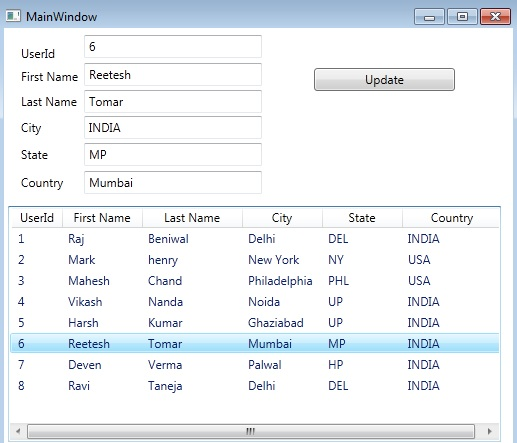 MainWindow
UserId 6
First Name Reetesh
Update
Last Name Tomar
City INDIA
State MP
Country Mumbai
UserId First Name Last Name City State Country
1 Raj Beniwal Delhi DEL INDIA
2 Mark henry New York NY USA
3 Mahesh Chand Philadelphia PHL USA
4 Vikash Nanda Noida UP INDIA
5 Harsh Kumar Ghaziabad UP INDIA
6 Reetesh Tomar Mumbai MP INDIA
7 Deven Verma Palwal HP INDIA
8 Ravi Taneja Delhi DEL INDIA